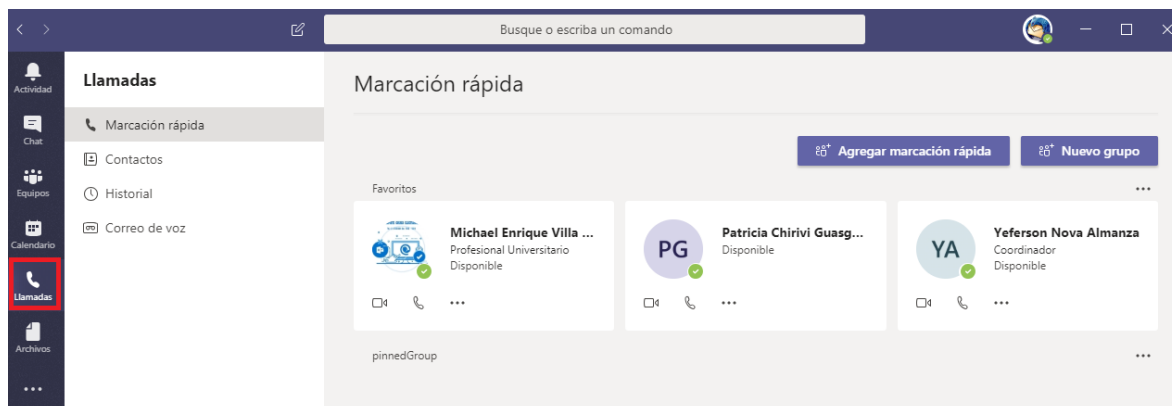 Busque o escriba un comando
Actividad
Chat
Equipos
Calendario
Llamadas
Archivos
Llamadas
Marcación rápida
Contactos
Historial
Correo de voz
Marcación rápida
Agregar marcación rápida
Nuevo grupo
Favoritos
Michael Enrique Villa ...
Profesional Universitario
Disponible
PG
Patricia Chirivi Guasg...
Disponible
YA
Yeferson Nova Almanza
Coordinador
Disponible
pinnedGroup